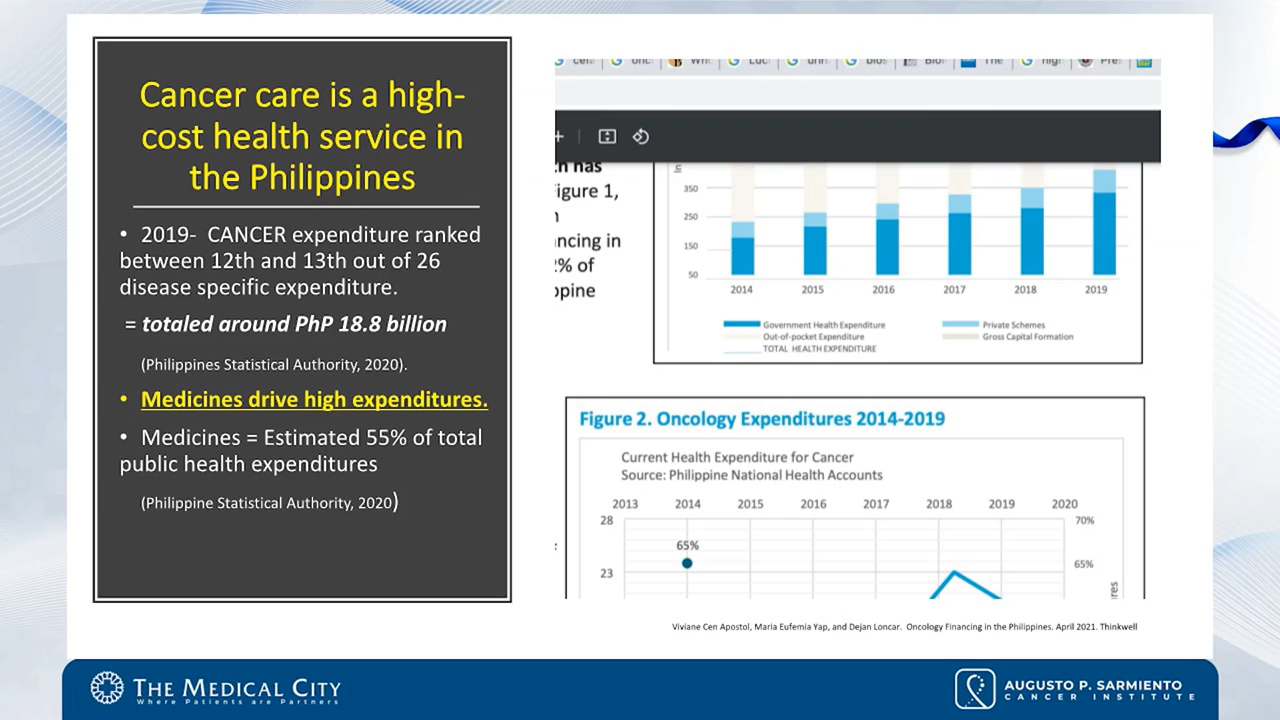 Cancer care is a high-
cost health service in
the Philippines
• 2019- CANCER expenditure ranked
between 12th and 13th out of 26
disease specific expenditure.
= totaled around PhP 18.8 billion
(Philippines Statistical Authority, 2020).
• Medicines drive high expenditures.
• Medicines = Estimated 55% of total
public health expenditures
(Philippine Statistical Authority, 2020)
has
igure 1,
ncing in
2% of
350
250
150
50
2014 2015 2016 2017 2018 2019
Government Health Expenditure Private Schemes
Out-of-pocket Expenditure Gross Capital Formation
TOTAL HEALTH EXPENDITURE
Figure 2. Oncology Expenditures 2014-2019
Current Health Expenditure for Cancer
Source: Philippine National Health Accounts
2013 2014 2015 2016 2017 2018 2019 2020
28 70%
65%
23 65%
Viviane Cen Apostol, Maria Eufemia Yap, and Dejan Loncar. Oncology Financing in the Philippines. April 2021. Thinkwell
THE MEDICAL CITY
Where Patients are Partners
AUGUSTO P. SARMIENTO
CANCER INSTITUTE